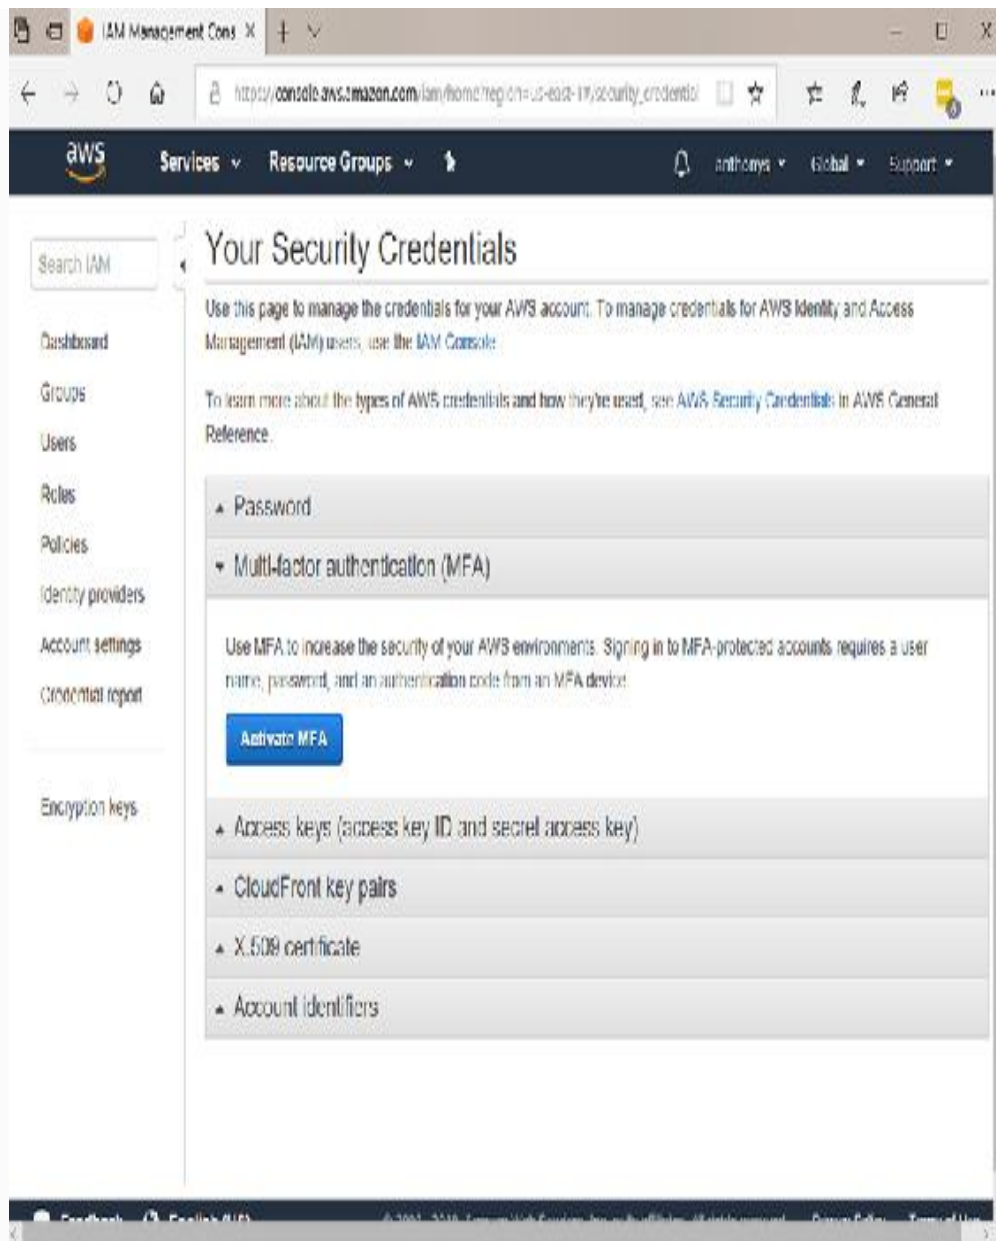 IAM Management Cons
https://console.aws.amazon.com/iam/home?region=us-east-1#/security_credential
aws
Services
Resource Groups
anthonys
Global
Support
Search IAM
Dashboard
Groups
Users
Roles
Policies
Identity providers
Account settings
Credential report
Encryption keys
Your Security Credentials
Use this page to manage the credentials for your AWS account. To manage credentials for AWS Identity and Access
Management (IAM) users, use the IAM Console.
To learn more about the types of AWS credentials and how they're used, see AWS Security Credentials in AWS General
Reference.
Password
Multi-factor authentication (MFA)
Use MFA to increase the security of your AWS environments. Signing in to MFA-protected accounts requires a user
name, password, and an authentication code from an MFA device.
Activate MFA
Access keys (access key ID and secret access key)
CloudFront key pairs
X.509 certificate
Account identifiers
Feedback
English (US)